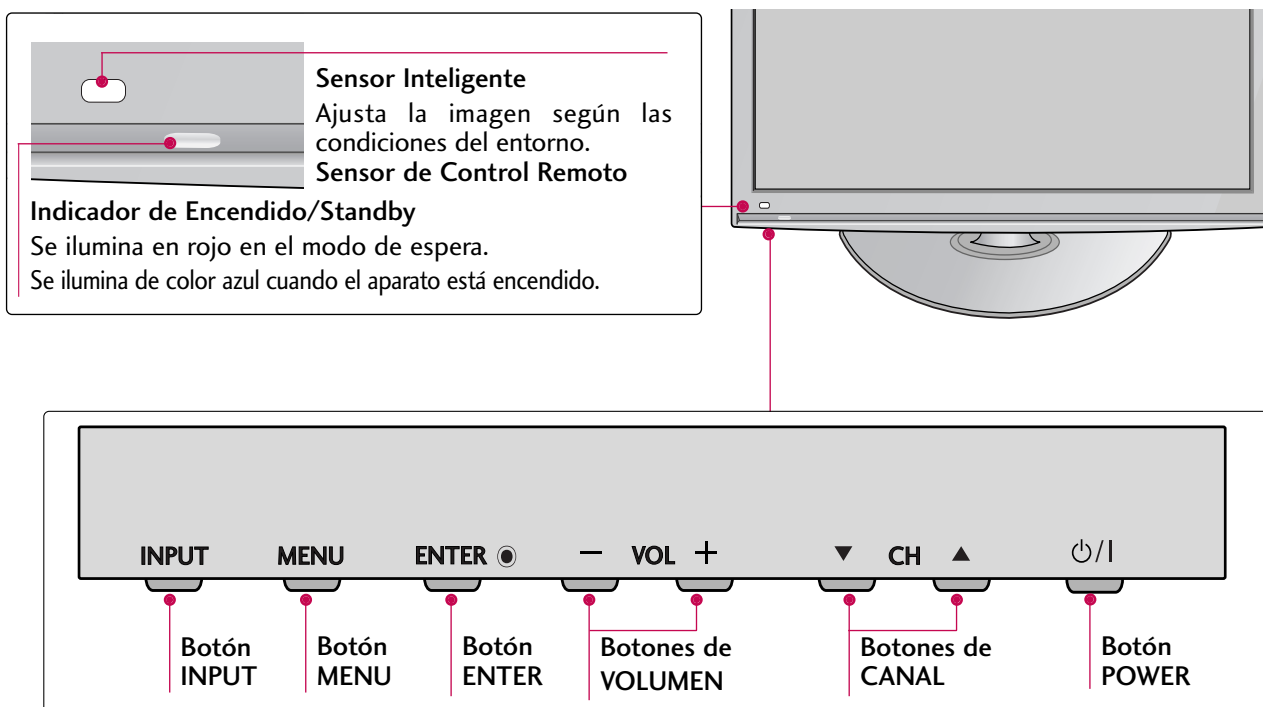 Sensor Inteligente
Ajusta la imagen según las
condiciones del entorno.
Sensor de Control Remoto
Indicador de Encendido/Standby
Se ilumina en rojo en el modo de espera.
Se ilumina de color azul cuando el aparato está encendido.
INPUT MENU ENTER VOL CH
Botón
INPUT
Botón
MENU
Botón
ENTER
Botones de
VOLUMEN
Botones de
CANAL
Botón
POWER